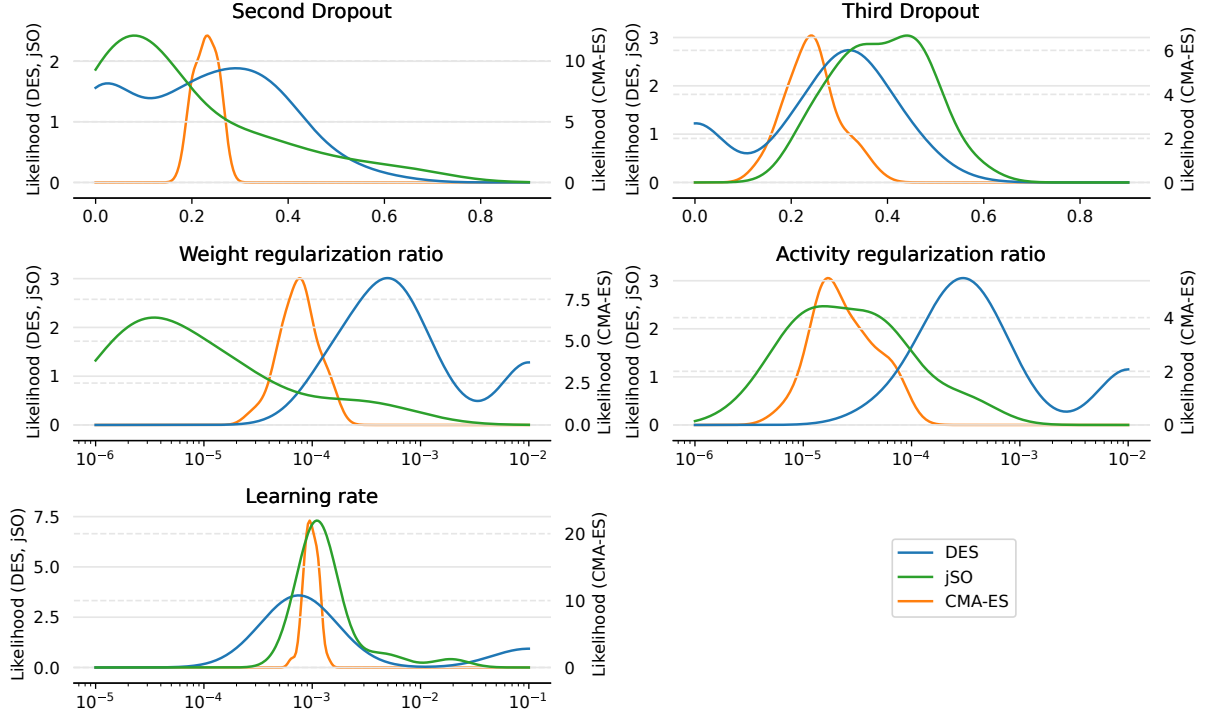 Second Dropout
Likelihood (DES, jSO)
2
1
0
10
5
0
Likelihood (CMA-ES)
0.0 0.2 0.4 0.6 0.8
Third Dropout
Likelihood (DES, jSO)
3
2
1
0
6
4
2
0
Likelihood (CMA-ES)
0.0 0.2 0.4 0.6 0.8
Weight regularization ratio
Likelihood (DES, jSO)
3
2
1
0
7.5
5.0
2.5
0.0
Likelihood (CMA-ES)
10⁻⁶ 10⁻⁵ 10⁻⁴ 10⁻³ 10⁻²
Activity regularization ratio
Likelihood (DES, jSO)
3
2
1
0
4
2
0
Likelihood (CMA-ES)
10⁻⁶ 10⁻⁵ 10⁻⁴ 10⁻³ 10⁻²
Learning rate
Likelihood (DES, jSO)
7.5
5.0
2.5
0.0
20
10
0
Likelihood (CMA-ES)
10⁻⁵ 10⁻⁴ 10⁻³ 10⁻² 10⁻¹
DES
jSO
CMA-ES